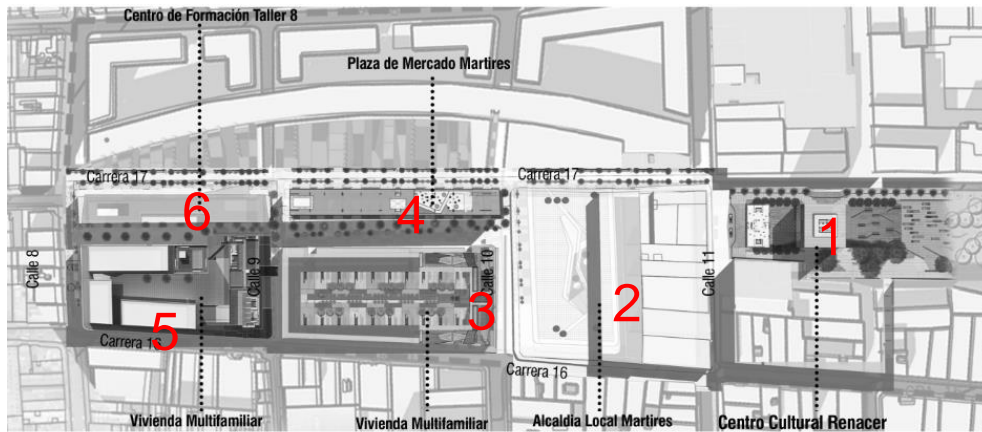 Centro de Formación Taller 8
Plaza de Mercado Martires
Carrera 17
Carrera 17
6
4
1
Calle 8
Calle 9
Calle 10
Calle 11
3
2
5
Carrera 16
Carrera 16
Vivienda Multifamiliar
Vivienda Multifamiliar
Alcaldia Local Martires
Centro Cultural Renacer